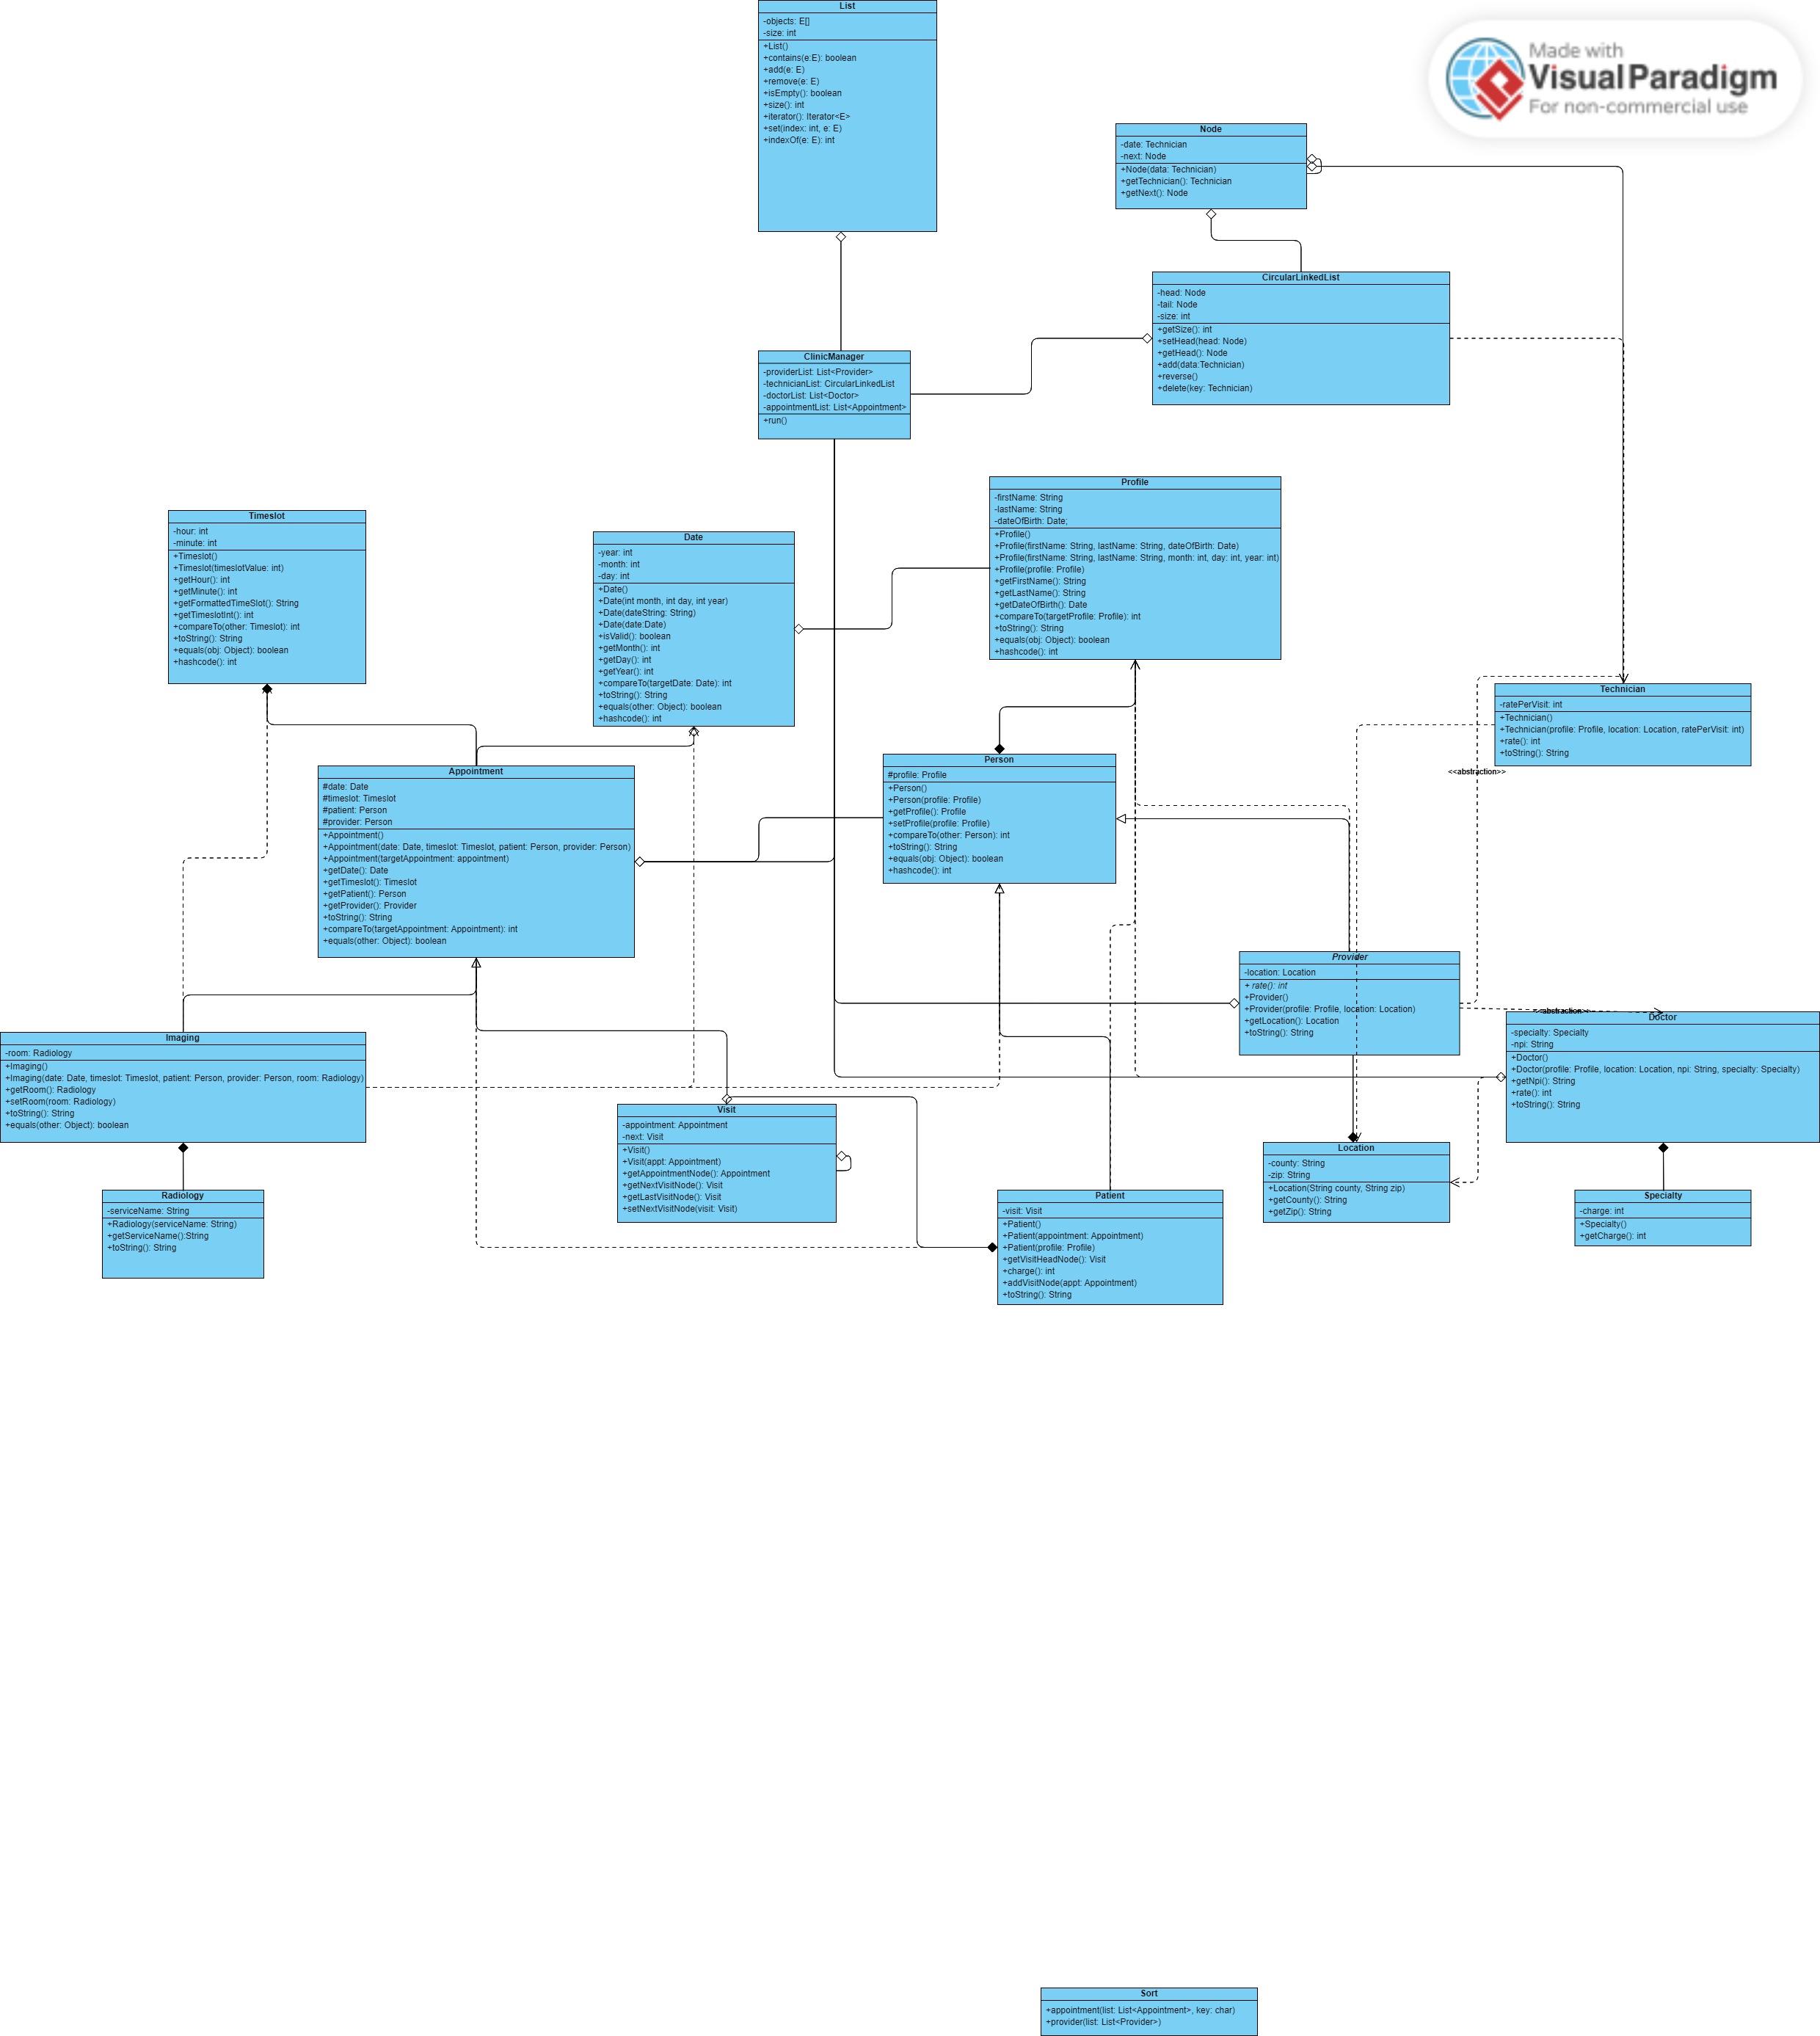 List
-objects: E[]
-size: int
+List()
+contains(e:E): boolean
+add(e: E)
+remove(e: E)
+isEmpty(): boolean
+size(): int
+iterator(): Iterator<E>
+set(index: int, e: E)
+indexOf(e: E): int
Made with
Visual Paradigm
For non-commercial use
Node
-date: Technician
-next: Node
+Node(data: Technician)
+getTechnician(): Technician
+getNext(): Node
CircularLinkedList
-head: Node
-tail: Node
-size: int
+getSize(): int
+setHead(head: Node)
+getHead(): Node
+add(data:Technician)
+reverse()
+delete(key: Technician)
ClinicManager
-providerList: List<Provider>
-technicianList: CircularLinkedList
-doctorList: List<Doctor>
-appointmentList: List<Appointment>
+run()
Profile
-firstName: String
-lastName: String
-dateOfBirth: Date;
+Profile()
+Profile(firstName: String, lastName: String, dateOfBirth: Date)
+Profile(firstName: String, lastName: String, month: int, day: int, year: int)
+Profile(profile: Profile)
+getFirstName(): String
+getLastName(): String
+getDateOfBirth(): Date
+compareTo(targetProfile: Profile): int
+toString(): String
+equals(obj: Object): boolean
+hashcode(): int
Timeslot
-hour: int
-minute: int
+Timeslot()
+Timeslot(timeslotValue: int)
+getHour(): int
+getMinute(): int
+getFormattedTimeSlot(): String
+getTimeslotInt(): int
+compareTo(other: Timeslot): int
+toString(): String
+equals(obj: Object): boolean
+hashcode(): int
Date
-year: int
-month: int
-day: int
+Date()
+Date(int month, int day, int year)
+Date(dateString: String)
+Date(date:Date)
+isValid(): boolean
+getMonth(): int
+getDay(): int
+getYear(): int
+compareTo(targetDate: Date): int
+toString(): String
+equals(other: Object): boolean
+hashcode(): int
Technician
-ratePerVisit: int
+Technician()
+Technician(profile: Profile, location: Location, ratePerVisit: int)
+rate(): int
+toString(): String
<<abstraction>>
Person
#profile: Profile
+Person()
+Person(profile: Profile)
+getProfile(): Profile
+setProfile(profile: Profile)
+compareTo(other: Person): int
+toString(): String
+equals(obj: Object): boolean
+hashcode(): int
Appointment
#date: Date
#timeslot: Timeslot
#patient: Person
#provider: Person
+Appointment()
+Appointment(date: Date, timeslot: Timeslot, patient: Person, provider: Person)
+Appointment(targetAppointment: appointment)
+getDate(): Date
+getTimeslot(): Timeslot
+getPatient(): Person
+getProvider(): Provider
+toString(): String
+compareTo(targetAppointment: Appointment): int
+equals(other: Object): boolean
Provider
-location: Location
+ rate(): int
+Provider()
+Provider(profile: Profile, location: Location)
+getLocation(): Location
+toString(): String
<<abstraction>>
Doctor
-specialty: Specialty
-npi: String
+Doctor()
+Doctor(profile: Profile, location: Location, npi: String, specialty: Specialty)
+getNpi(): String
+rate(): int
+toString(): String
Imaging
-room: Radiology
+Imaging()
+Imaging(date: Date, timeslot: Timeslot, patient: Person, provider: Person, room: Radiology)
+getRoom(): Radiology
+setRoom(room: Radiology)
+toString(): String
+equals(other: Object): boolean
Visit
-appointment: Appointment
-next: Visit
+Visit()
+Visit(appt: Appointment)
+getAppointmentNode(): Appointment
+getNextVisitNode(): Visit
+getLastVisitNode(): Visit
+setNextVisitNode(visit: Visit)
Location
-county: String
-zip: String
+Location(String county, String zip)
+getCounty(): String
+getZip(): String
Radiology
-serviceName: String
+Radiology(serviceName: String)
+getServiceName():String
+toString(): String
Patient
-visit: Visit
+Patient()
+Patient(appointment: Appointment)
+Patient(profile: Profile)
+getVisitHeadNode(): Visit
+charge(): int
+addVisitNode(appt: Appointment)
+toString(): String
Specialty
-charge: int
+Specialty()
+getCharge(): int
Sort
+appointment(list: List<Appointment>, key: char)
+provider(list: List<Provider>)